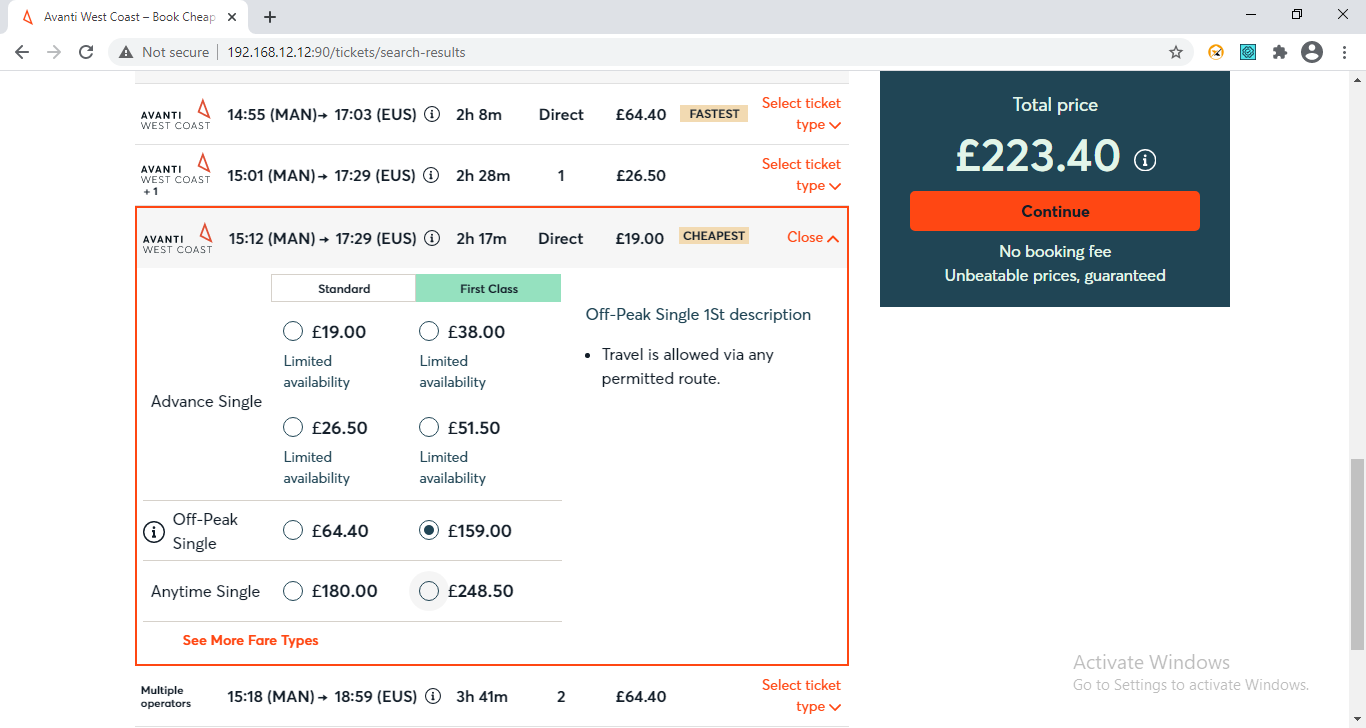 Avanti West Coast – Book Cheap
Not secure
192.168.12.12:90/tickets/search-results
AVANTI
WEST COAST
14:55 (MAN)→ 17:03 (EUS)
2h 8m
Direct
£64.40
FASTEST
Select ticket
type
AVANTI
WEST COAST
+ 1
15:01 (MAN)→ 17:29 (EUS)
2h 28m
1
£26.50
Select ticket
type
AVANTI
WEST COAST
15:12 (MAN)→ 17:29 (EUS)
2h 17m
Direct
£19.00
CHEAPEST
Close
Standard
First Class
Advance Single
£19.00
Limited
availability
£38.00
Limited
availability
£26.50
Limited
availability
£51.50
Limited
availability
Off-Peak
Single
£64.40
£159.00
Anytime Single
£180.00
£248.50
See More Fare Types
Off-Peak Single 1St description
• Travel is allowed via any
permitted route.
Multiple
operators
15:18 (MAN)→ 18:59 (EUS)
3h 41m
2
£64.40
Select ticket
type
Total price
£223.40
Continue
No booking fee
Unbeatable prices, guaranteed
Activate Windows
Go to Settings to activate Windows.